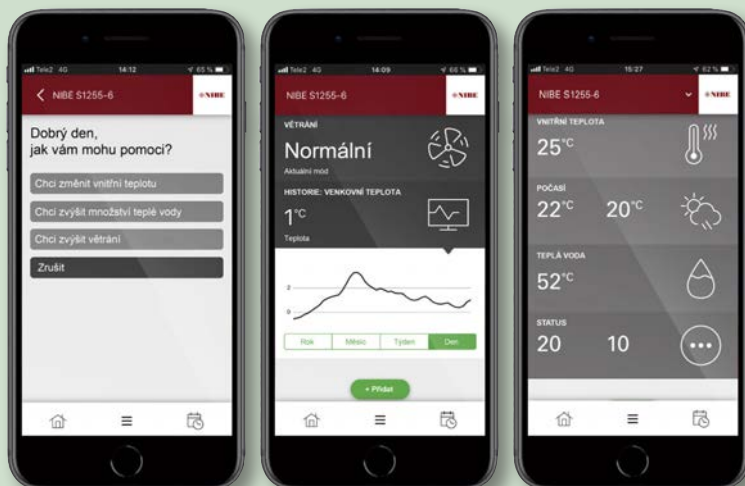 Tele2 4G 14:12 65 %
NIBE S1255-6
NIBE
Dobrý den,
jak vám mohu pomoci?
Chci změnit vnitřní teplotu
Chci zvýšit množství teplé vody
Chci zvýšit větrání
Zrušit
Tele2 4G 14:09 66 %
NIBE S1255-6
NIBE
VĚTRÁNÍ
Normální
Aktuální mód
HISTORIE: VENKOVNÍ TEPLOTA
1°C
Teplota
2
0
Rok Měsíc Týden Den
+ Přidat
Tele2 4G 15:27 62 %
NIBE S1255-6
NIBE
VNITŘNÍ TEPLOTA
25°C
POČASÍ
22°C 20°C
TEPLÁ VODA
52°C
STATUS
20 10